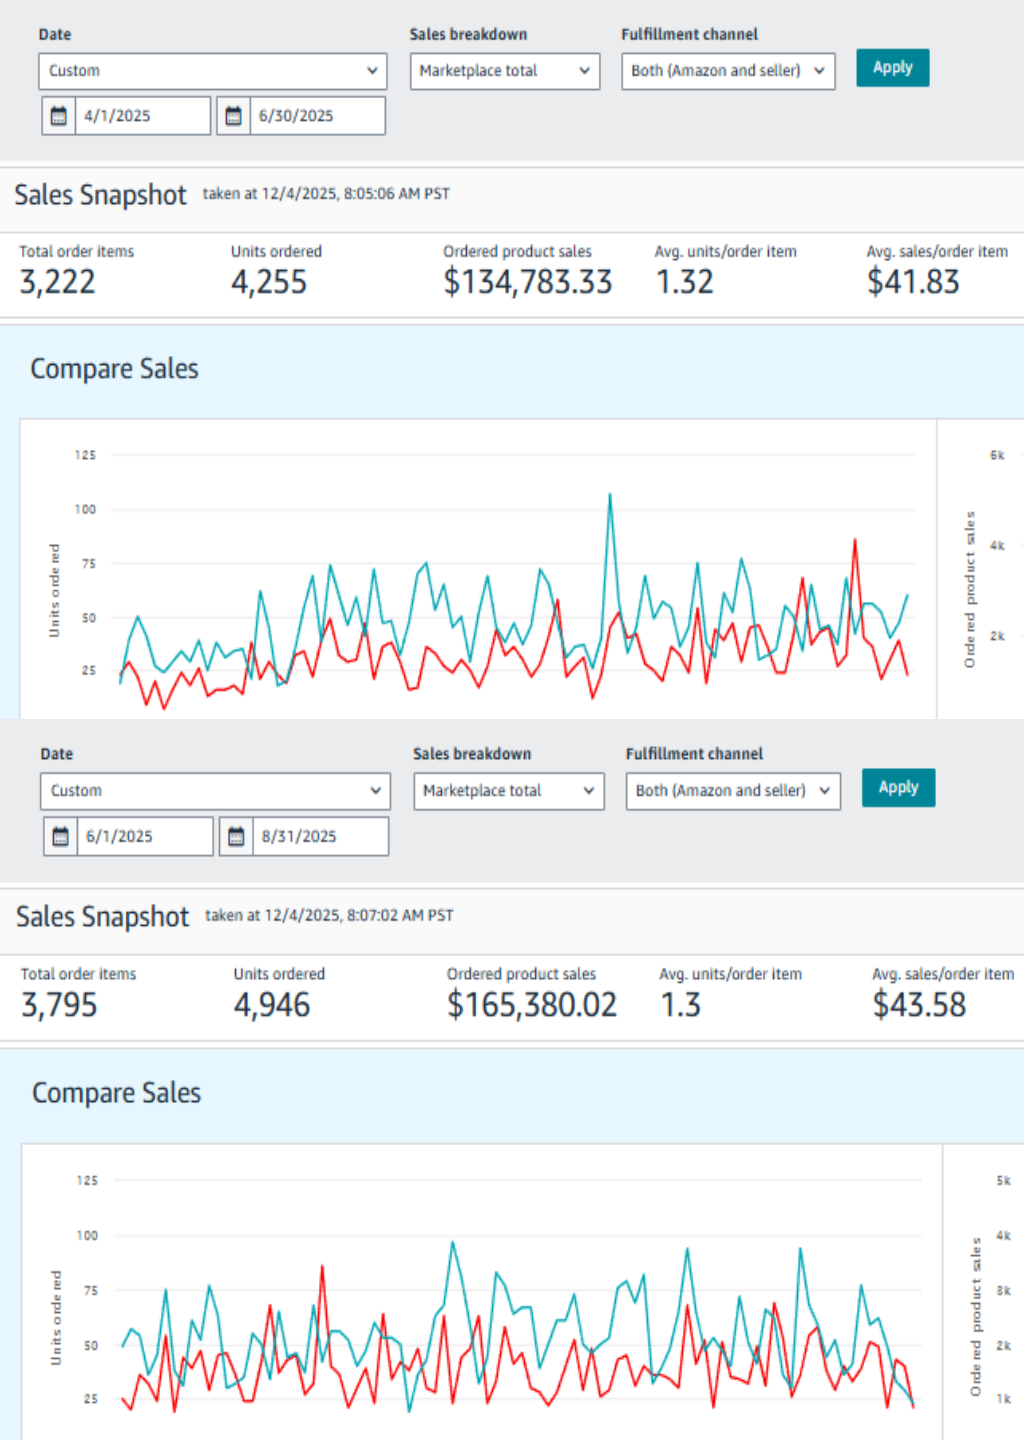 Date Sales breakdown Fulfillment channel
Custom Marketplace total Both (Amazon and seller) Apply
4/1/2025 6/30/2025
Sales Snapshot taken at 12/4/2025, 8:05:06 AM PST
Total order items Units ordered Ordered product sales Avg. units/order item Avg. sales/order item
3,222 4,255 $134,783.33 1.32 $41.83
Compare Sales
125 6k
100
4k
75
50
2k
25
Units ordered
Ordered product sales
Date Sales breakdown Fulfillment channel
Custom Marketplace total Both (Amazon and seller) Apply
6/1/2025 8/31/2025
Sales Snapshot taken at 12/4/2025, 8:07:02 AM PST
Total order items Units ordered Ordered product sales Avg. units/order item Avg. sales/order item
3,795 4,946 $165,380.02 1.3 $43.58
Compare Sales
125 5k
100 4k
75 3k
50 2k
25 1k
Units ordered
Ordered product sales